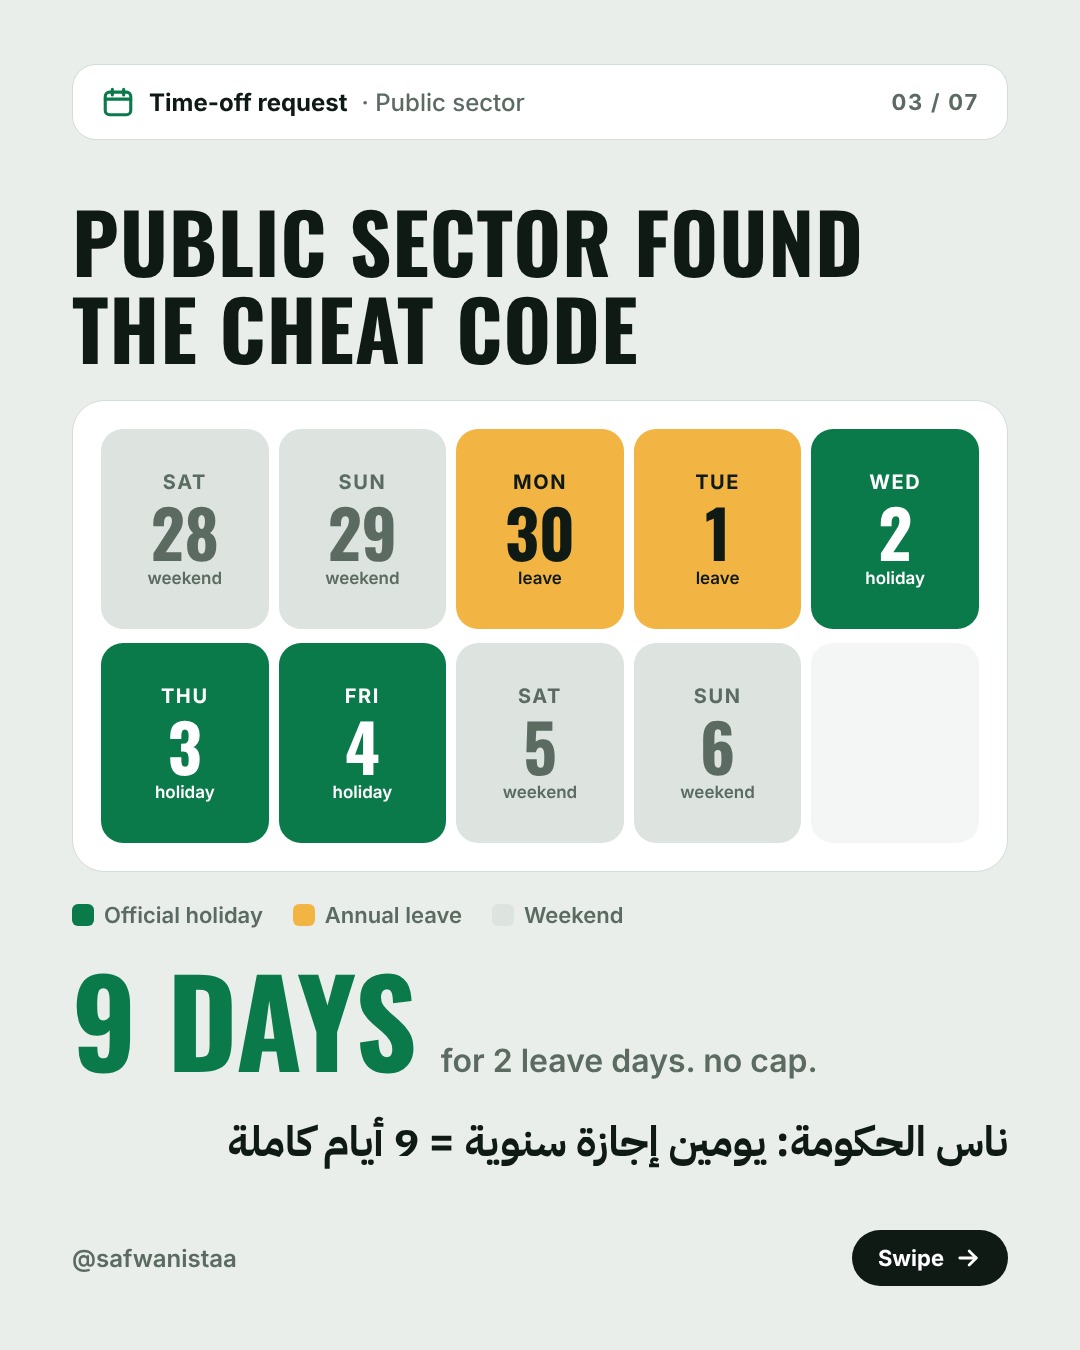 Time-off request · Public sector
03 / 07
PUBLIC SECTOR FOUND
THE CHEAT CODE
SAT SUN MON TUE WED
28 29 30 1 2
weekend weekend leave leave holiday
THU FRI SAT SUN
3 4 5 6
holiday holiday weekend weekend
Official holiday Annual leave Weekend
9 DAYS for 2 leave days. no cap.
ناس الحكومة: يومين إجازة سنوية = 9 أيام كاملة
@safwanistaa
Swipe →